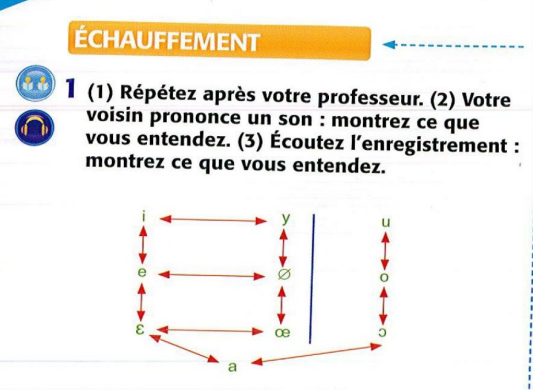 ÉCHAUFFEMENT
1 (1) Répétez après votre professeur. (2) Votre
voisin prononce un son : montrez ce que
vous entendez. (3) Écoutez l'enregistrement :
montrez ce que vous entendez.
i y u
e Ø o
ɛ œ ɔ
a